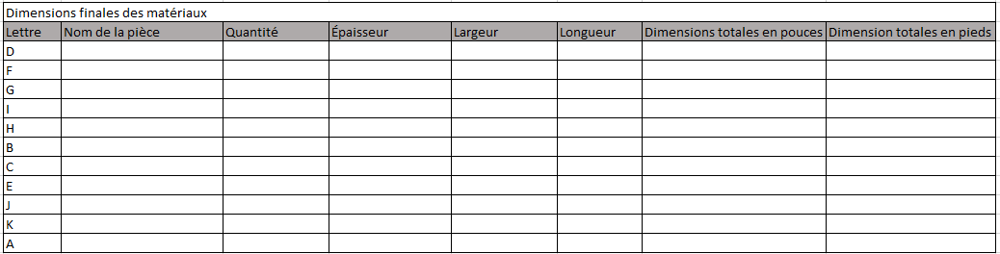 Dimensions finales des matériaux
Lettre Nom de la pièce Quantité Épaisseur Largeur Longueur Dimensions totales en pouces Dimension totales en pieds
D
F
G
I
H
B
C
E
J
K
A